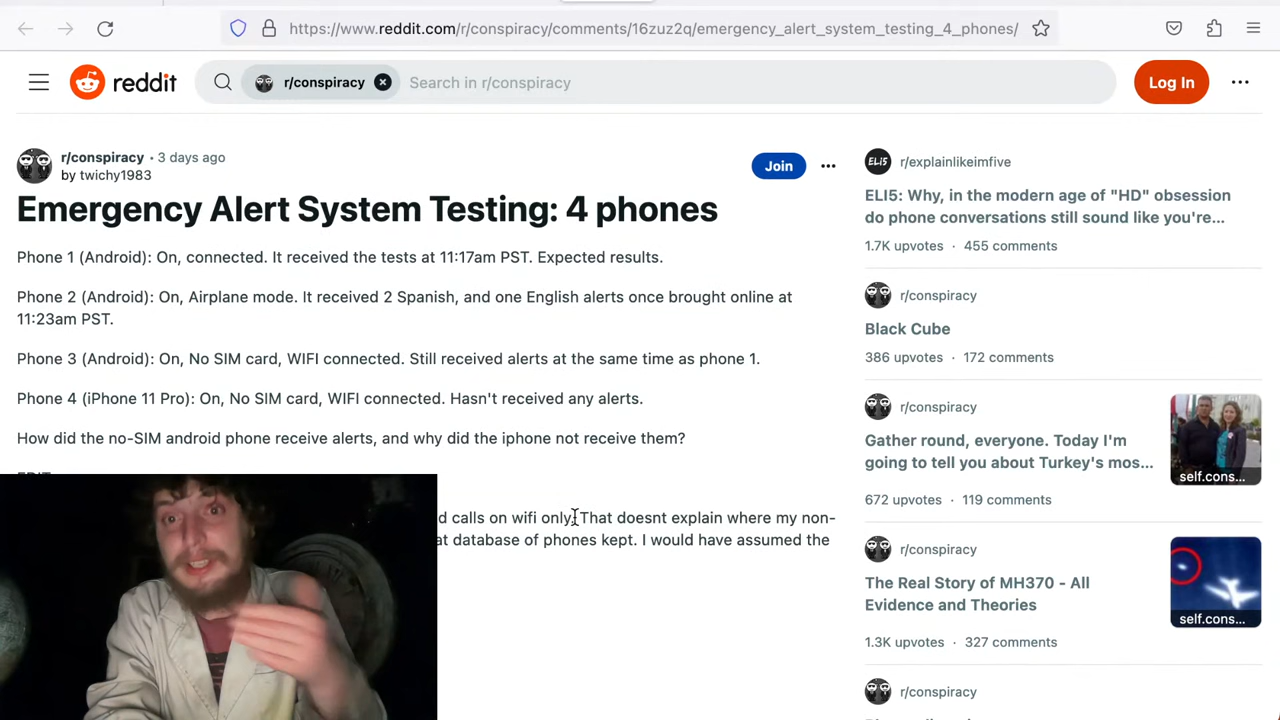 https://www.reddit.com/r/conspiracy/comments/16zuz2q/emergency_alert_system_testing_4_phones/
reddit
r/conspiracy
Search in r/conspiracy
Log In
r/conspiracy • 3 days ago
by twichy1983
Join
Emergency Alert System Testing: 4 phones
Phone 1 (Android): On, connected. It received the tests at 11:17am PST. Expected results.
Phone 2 (Android): On, Airplane mode. It received 2 Spanish, and one English alerts once brought online at
11:23am PST.
Phone 3 (Android): On, No SIM card, WIFI connected. Still received alerts at the same time as phone 1.
Phone 4 (iPhone 11 Pro): On, No SIM card, WIFI connected. Hasn't received any alerts.
How did the no-SIM android phone receive alerts, and why did the iphone not receive them?
calls on wifi only. That doesnt explain where my non-
database of phones kept. I would have assumed the
ELI5
r/explainlikeimfive
ELI5: Why, in the modern age of "HD" obsession
do phone conversations still sound like you're...
1.7K upvotes · 455 comments
r/conspiracy
Black Cube
386 upvotes · 172 comments
r/conspiracy
Gather round, everyone. Today I'm
going to tell you about Turkey's mos...
self.cons...
672 upvotes · 119 comments
r/conspiracy
The Real Story of MH370 - All
Evidence and Theories
self.cons...
1.3K upvotes · 327 comments
r/conspiracy